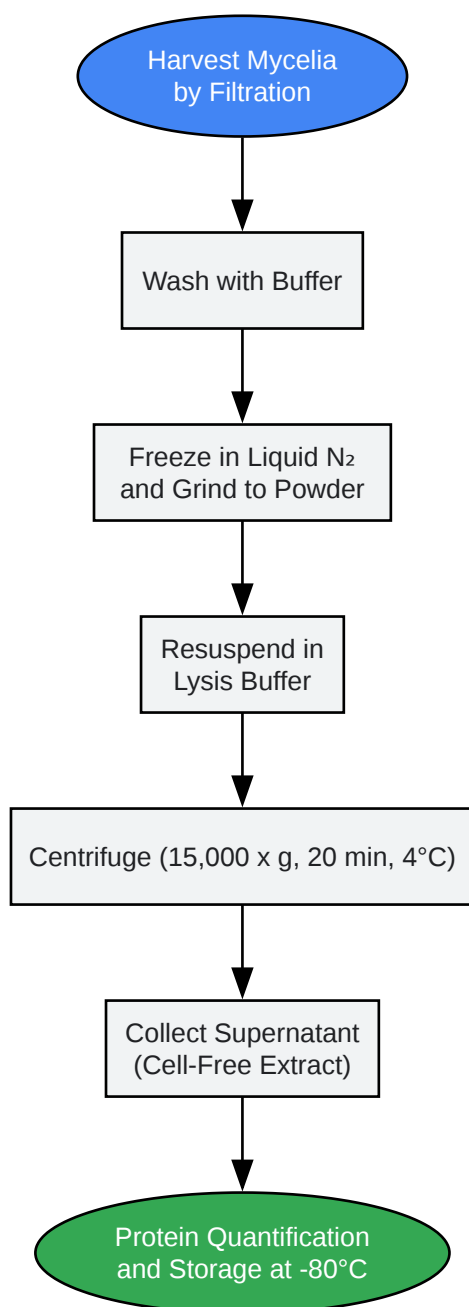 Harvest Mycelia
by Filtration
Wash with Buffer
Freeze in Liquid N₂
and Grind to Powder
Resuspend in
Lysis Buffer
Centrifuge (15,000 x g, 20 min, 4°C)
Collect Supernatant
(Cell-Free Extract)
Protein Quantification
and Storage at -80°C